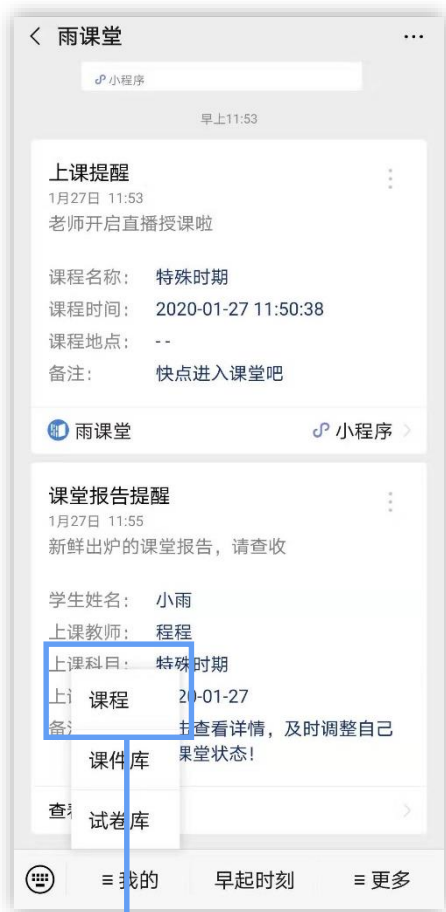 雨课堂
小程序
早上11:53
上课提醒
1月27日 11:53
老师开启直播授课啦
课程名称: 特殊时期
课程时间: 2020-01-27 11:50:38
课程地点: --
备注: 快点进入课堂吧
雨课堂 小程序
课堂报告提醒
1月27日 11:55
新鲜出炉的课堂报告，请查收
学生姓名: 小雨
上课教师: 程程
上课科目: 特殊时期
上 20-01-27
课程
备 查看详情，及时调整自己
课堂状态!
课件库
查
试卷库
我的 早起时刻 更多